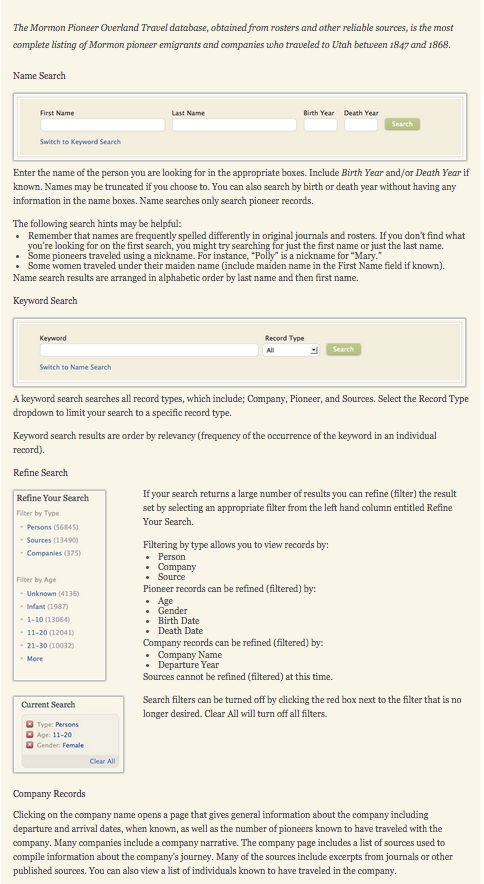 The Mormon Pioneer Overland Travel database, obtained from rosters and other reliable sources, is the most
complete listing of Mormon pioneer emigrants and companies who traveled to Utah between 1847 and 1868.
Name Search
First Name Last Name Birth Year Death Year
Search
Switch to Keyword Search
Enter the name of the person you are looking for in the appropriate boxes. Include Birth Year and/or Death Year if
known. Names may be truncated if you choose to. You can also search by birth or death year without having any
information in the name boxes. Name searches only search pioneer records.
The following search hints may be helpful:
• Remember that names are frequently spelled differently in original journals and rosters. If you don't find what
you're looking for on the first search, you might try searching for just the first name or just the last name.
• Some pioneers traveled using a nickname. For instance, "Polly" is a nickname for "Mary."
• Some women traveled under their maiden name (include maiden name in the First Name field if known).
Name search results are arranged in alphabetic order by last name and then first name.
Keyword Search
Keyword Record Type
All Search
Switch to Name Search
A keyword search searches all record types, which include; Company, Pioneer, and Sources. Select the Record Type
dropdown to limit your search to a specific record type.
Keyword search results are order by relevancy (frequency of the occurrence of the keyword in an individual
record).
Refine Search
Refine Your Search
Filter by Type
• Persons (56845)
• Sources (13490)
• Companies (375)
Filter by Age
• Unknown (4136)
• Infant (1987)
• 1-10 (13064)
• 11-20 (12041)
• 21-30 (10032)
• More
If your search returns a large number of results you can refine (filter) the result
set by selecting an appropriate filter from the left hand column entitled Refine
Your Search.
Filtering by type allows you to view records by:
• Person
• Company
• Source
Pioneer records can be refined (filtered) by:
• Age
• Gender
• Birth Date
• Death Date
Company records can be refined (filtered) by:
• Company Name
• Departure Year
Sources cannot be refined (filtered) at this time.
Current Search
Type: Persons
Age: 11-20
Gender: Female
Clear All
Search filters can be turned off by clicking the red box next to the filter that is no
longer desired. Clear All will turn off all filters.
Company Records
Clicking on the company name opens a page that gives general information about the company including
departure and arrival dates, when known, as well as the number of pioneers known to have traveled with the
company. Many companies include a company narrative. The company page includes a list of sources used to
compile information about the company's journey. Many of the sources include excerpts from journals or other
published sources. You can also view a list of individuals known to have traveled in the company.